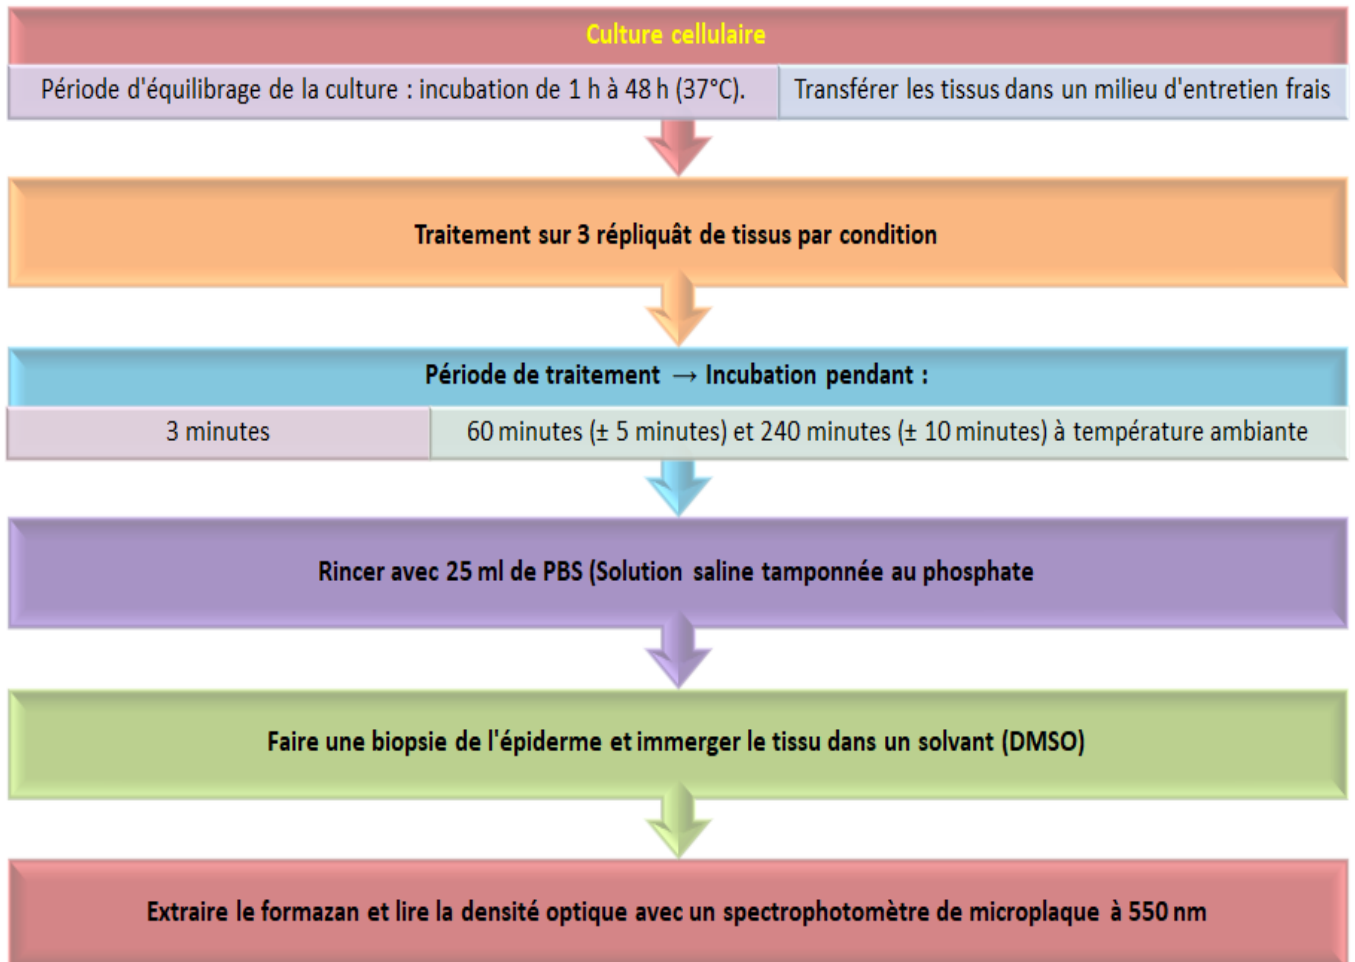 Culture cellulaire
Période d'équilibrage de la culture : incubation de 1 h à 48 h (37°C).
Transférer les tissus dans un milieu d'entretien frais
Traitement sur 3 répliquât de tissus par condition
Période de traitement → Incubation pendant :
3 minutes
60 minutes (± 5 minutes) et 240 minutes (± 10 minutes) à température ambiante
Rincer avec 25 ml de PBS (Solution saline tamponnée au phosphate
Faire une biopsie de l'épiderme et immerger le tissu dans un solvant (DMSO)
Extraire le formazan et lire la densité optique avec un spectrophotomètre de microplaque à 550 nm